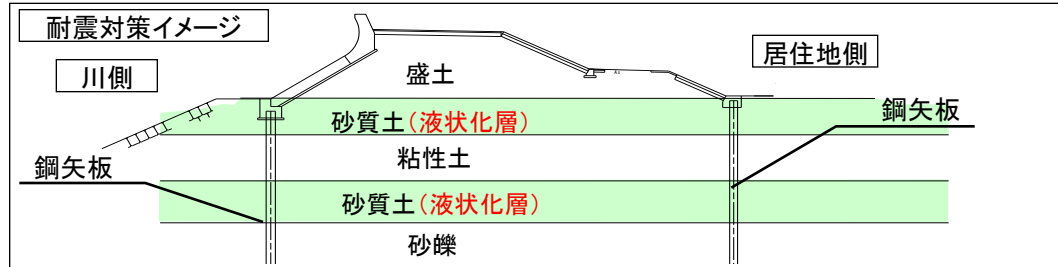 耐震対策イメージ
川側
居住地側
盛土
砂質土(液状化層)
鋼矢板
粘性土
鋼矢板
砂質土(液状化層)
砂礫